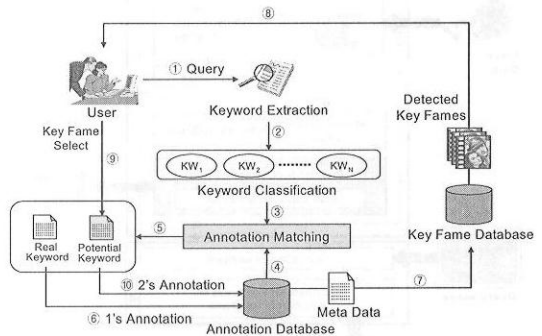 ⑧
① Query
User
Keyword Extraction
Detected
Key Fames
Key Fame
Select
②
⑨
KW₁ KW₂ ........ KWN
Keyword Classification
③
⑤
Annotation Matching
Real
Keyword
Potential
Keyword
Key Fame Database
④
⑦
⑩ 2's Annotation
Meta Data
⑥ 1's Annotation
Annotation Database